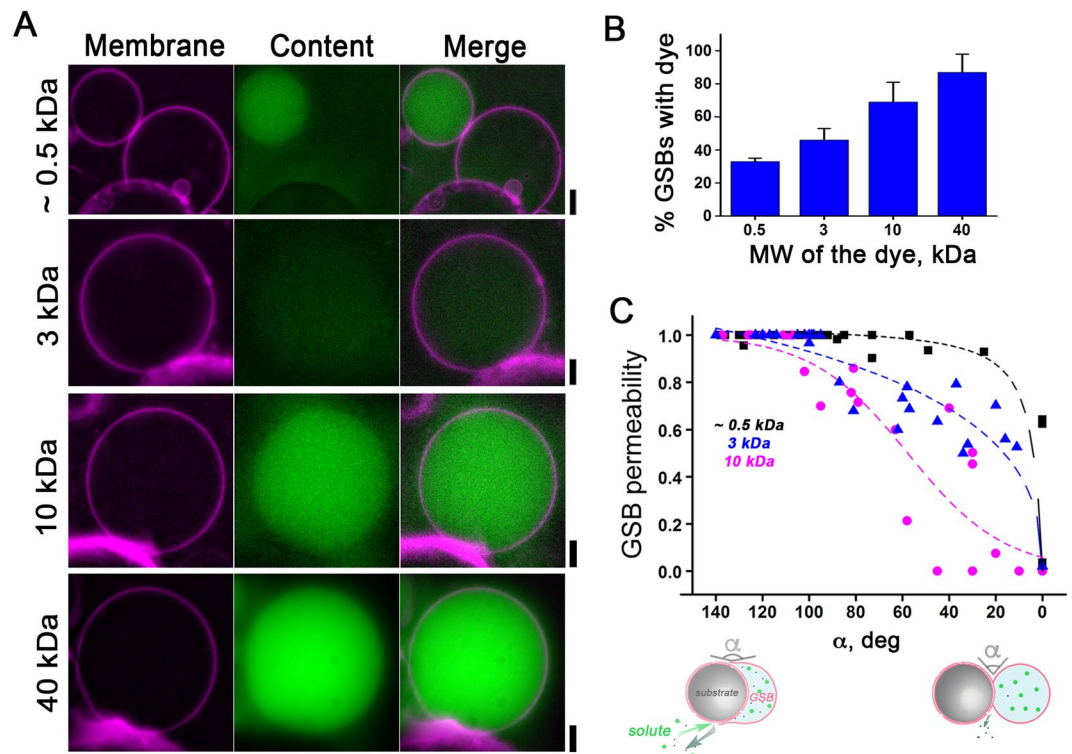 A
Membrane
Content
Merge
~ 0.5 kDa
3 kDa
10 kDa
40 kDa
B
% GSBs with dye
100
80
60
40
20
0
0.5
3
10
40
MW of the dye, kDa
C
GSB permeability
1.0
0.8
0.6
0.4
0.2
0.0
~ 0.5 kDa
3 kDa
10 kDa
140
120
100
80
60
40
20
0
α, deg
α
substrate
GSB
solute
α